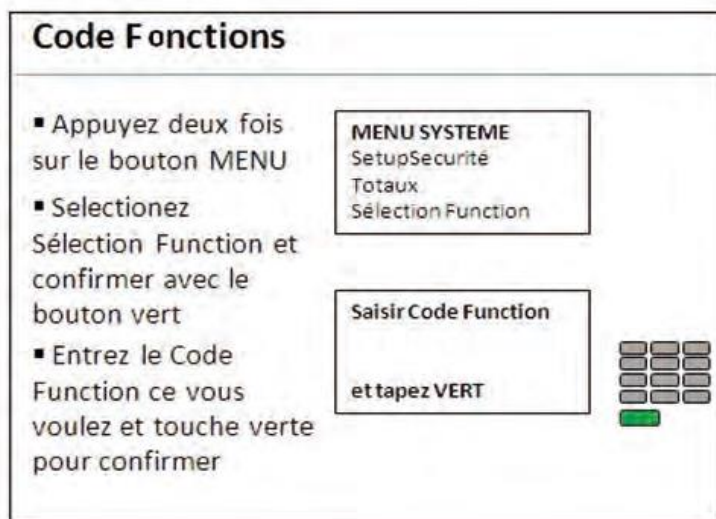 Code Fonctions
▪ Appuyez deux fois
sur le bouton MENU
▪ Selectionez
Sélection Function et
confirmer avec le
bouton vert
▪ Entrez le Code
Function ce vous
voulez et touche verte
pour confirmer
MENU SYSTEME
SetupSecurité
Totaux
Sélection Function
Saisir Code Function
et tapez VERT